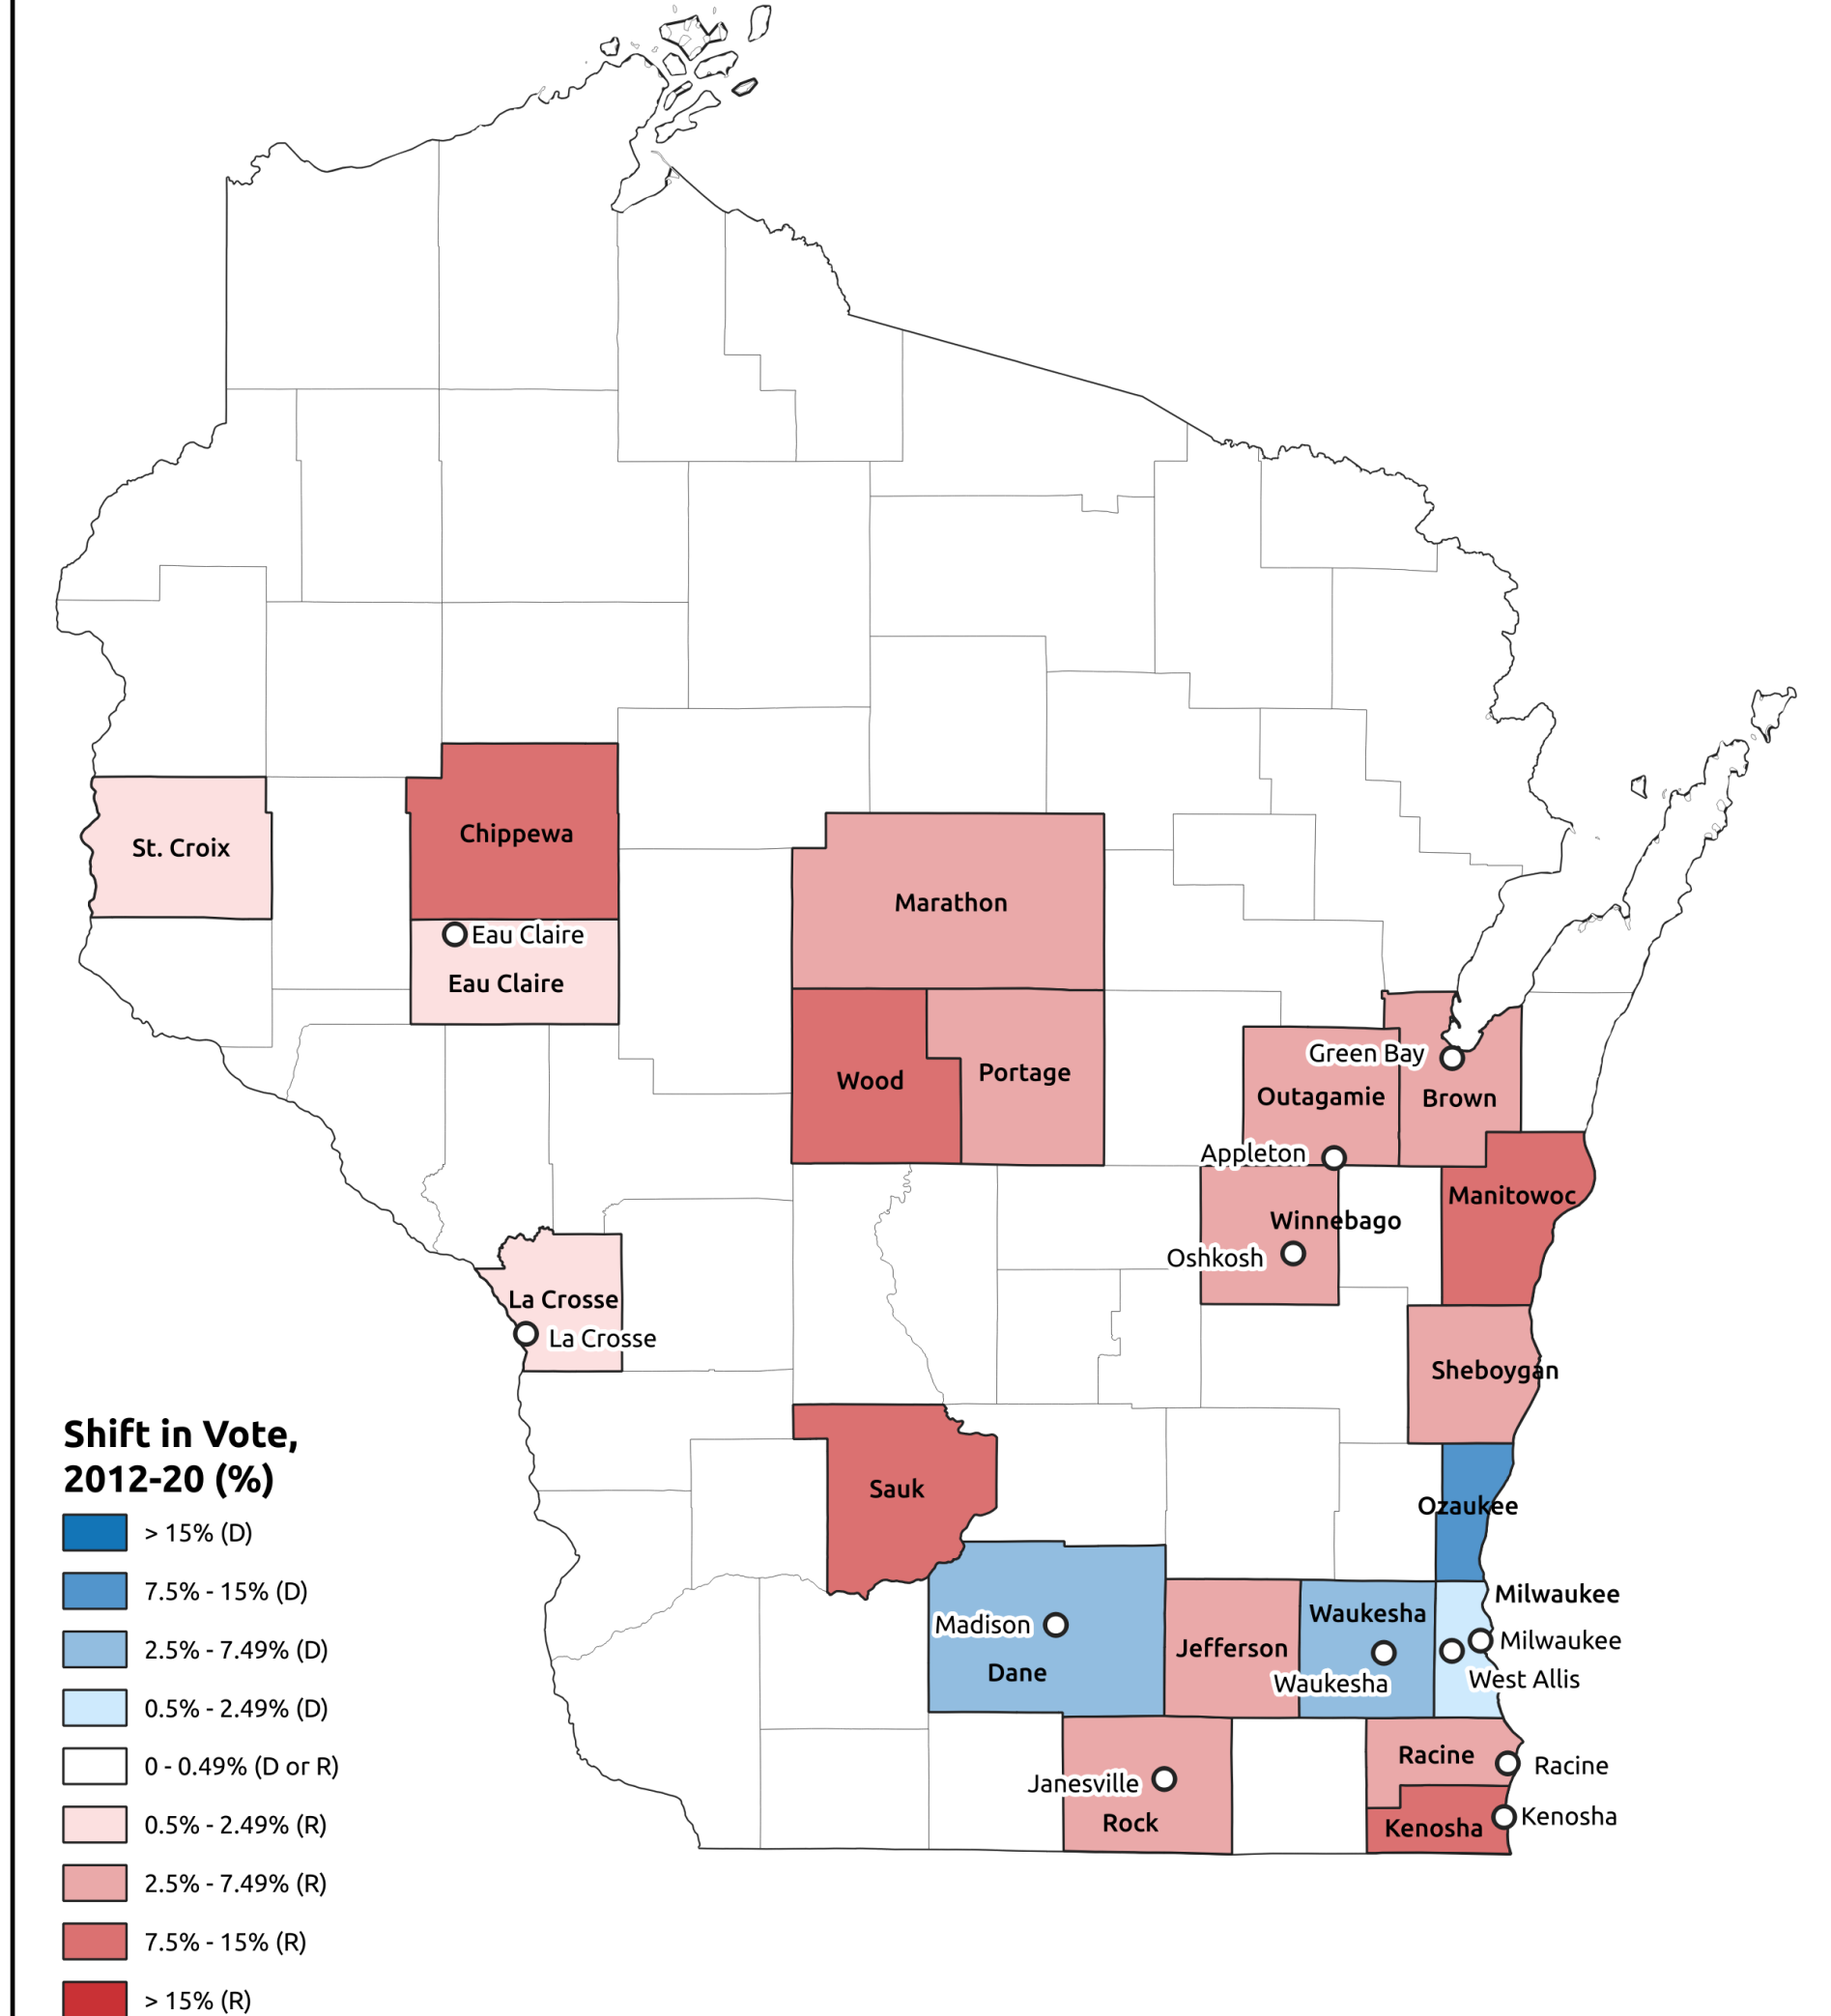 St. Croix
Chippewa
Eau Claire
Eau Claire
Marathon
Wood
Portage
Green Bay
Outagamie
Brown
Appleton
Manitowoc
Winnebago
Oshkosh
La Crosse
La Crosse
Sheboygan
Sauk
Ozaukee
Milwaukee
Madison
Dane
Jefferson
Waukesha
Waukesha
Milwaukee
West Allis
Racine
Racine
Janesville
Rock
Kenosha
Kenosha
Shift in Vote,
2012-20 (%)
> 15% (D)
7.5% - 15% (D)
2.5% - 7.49% (D)
0.5% - 2.49% (D)
0 - 0.49% (D or R)
0.5% - 2.49% (R)
2.5% - 7.49% (R)
7.5% - 15% (R)
> 15% (R)